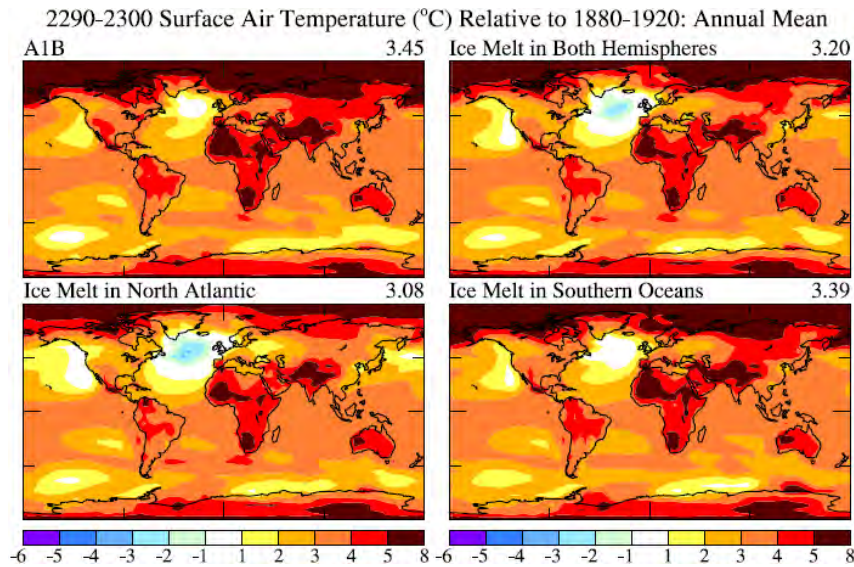 2290-2300 Surface Air Temperature (°C) Relative to 1880-1920: Annual Mean
A1B 3.45
Ice Melt in Both Hemispheres 3.20
Ice Melt in North Atlantic 3.08
Ice Melt in Southern Oceans 3.39
-6 -5 -4 -3 -2 -1 1 2 3 4 5 8
-6 -5 -4 -3 -2 -1 1 2 3 4 5 8